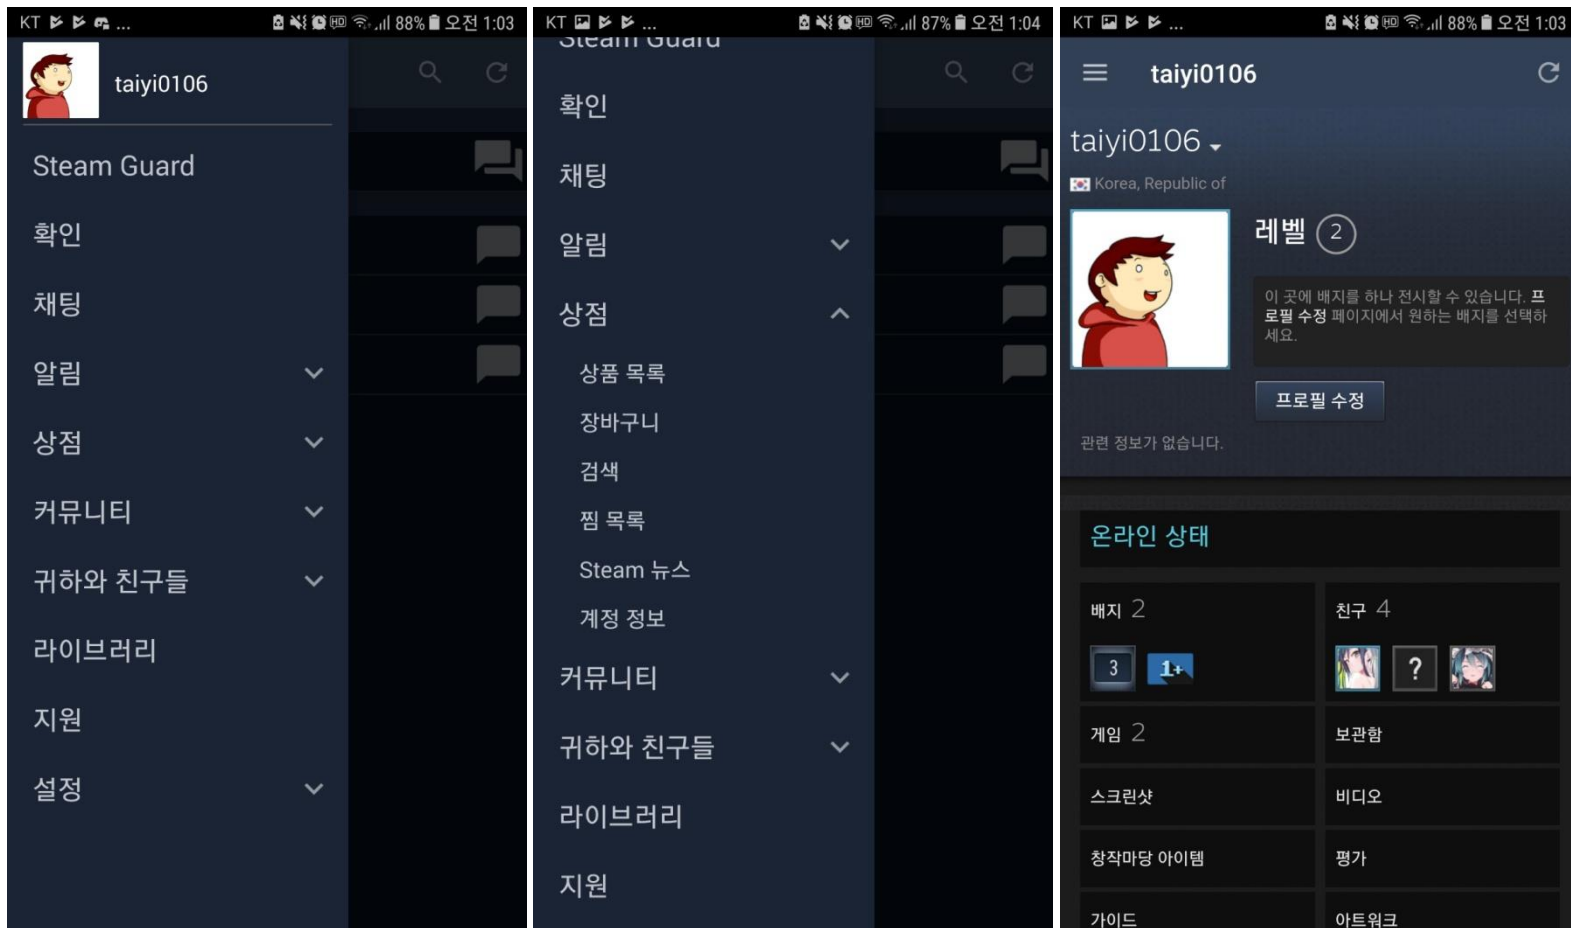 KT ... HD 88% 오전 1:03
taiyi0106
Steam Guard
확인
채팅
알림
상점
커뮤니티
귀하와 친구들
라이브러리
지원
설정
KT ... HD 87% 오전 1:04
Steam Guard
확인
채팅
알림
상점
상품 목록
장바구니
검색
찜 목록
Steam 뉴스
계정 정보
커뮤니티
귀하와 친구들
라이브러리
지원
KT ... HD 88% 오전 1:03
taiyi0106
taiyi0106
Korea, Republic of
레벨 2
이 곳에 배지를 하나 전시할 수 있습니다. 프
로필 수정 페이지에서 원하는 배지를 선택하
세요.
프로필 수정
관련 정보가 없습니다.
온라인 상태
배지 2
친구 4
3 1+
?
게임 2
보관함
스크린샷
비디오
창작마당 아이템
평가
가이드
아트워크